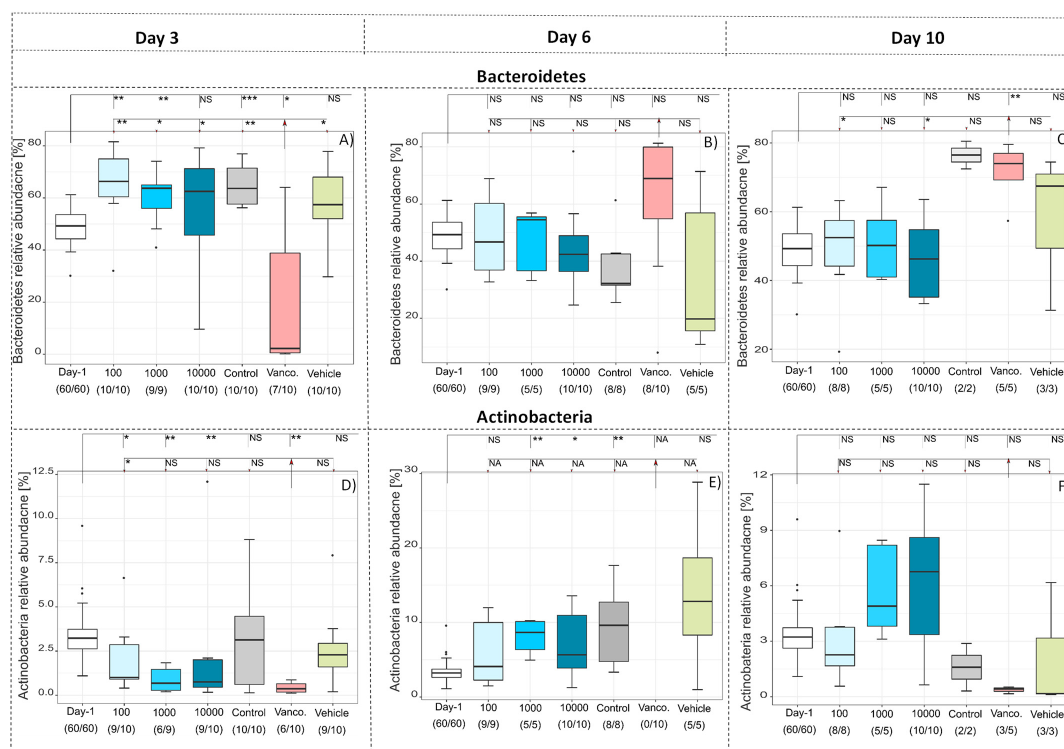 Day 3 Day 6 Day 10
Bacteroidetes
** ** NS *** * NS
** * * ** *
NS NS NS NS NS NS
NS NS NS NS NS
NS NS NS NS ** NS
* NS * NS NS
A) B)
Bacteroidetes relative abundacne [%]
80
60
40
20
0
Bacteroidetes relative abundacne [%]
80
60
40
20
Bacteroidetes relative abundacne [%]
80
60
40
20
Day-1 100 1000 10000 Control Vanco. Vehicle
(60/60) (10/10) (9/9) (10/10) (10/10) (7/10) (10/10)
Day-1 100 1000 10000 Control Vanco. Vehicle
(60/60) (9/9) (5/5) (10/10) (8/8) (8/10) (5/5)
Day-1 100 1000 10000 Control Vanco. Vehicle
(60/60) (8/8) (5/5) (10/10) (2/2) (5/5) (3/3)
Actinobacteria
* ** ** NS ** NS
* NS NS NS NS
NS ** * ** NA NS
NA NA NA NA NA
NS NS NS NS NS NS
NS NS NS NS NS
D) E)
Actinobacteria relative abundacne [%]
12.5
10.0
7.5
5.0
2.5
0.0
Actinobacteria relative abundacne [%]
30
20
10
0
Actinobateria relative abundacne [%]
12
9
6
3
0
Day-1 100 1000 10000 Control Vanco. Vehicle
(60/60) (9/10) (6/9) (9/10) (10/10) (6/10) (9/10)
Day-1 100 1000 10000 Control Vanco. Vehicle
(60/60) (9/9) (5/5) (10/10) (8/8) (0/10) (5/5)
Day-1 100 1000 10000 Control Vanco. Vehicle
(60/60) (8/8) (5/5) (10/10) (2/2) (3/5) (3/3)